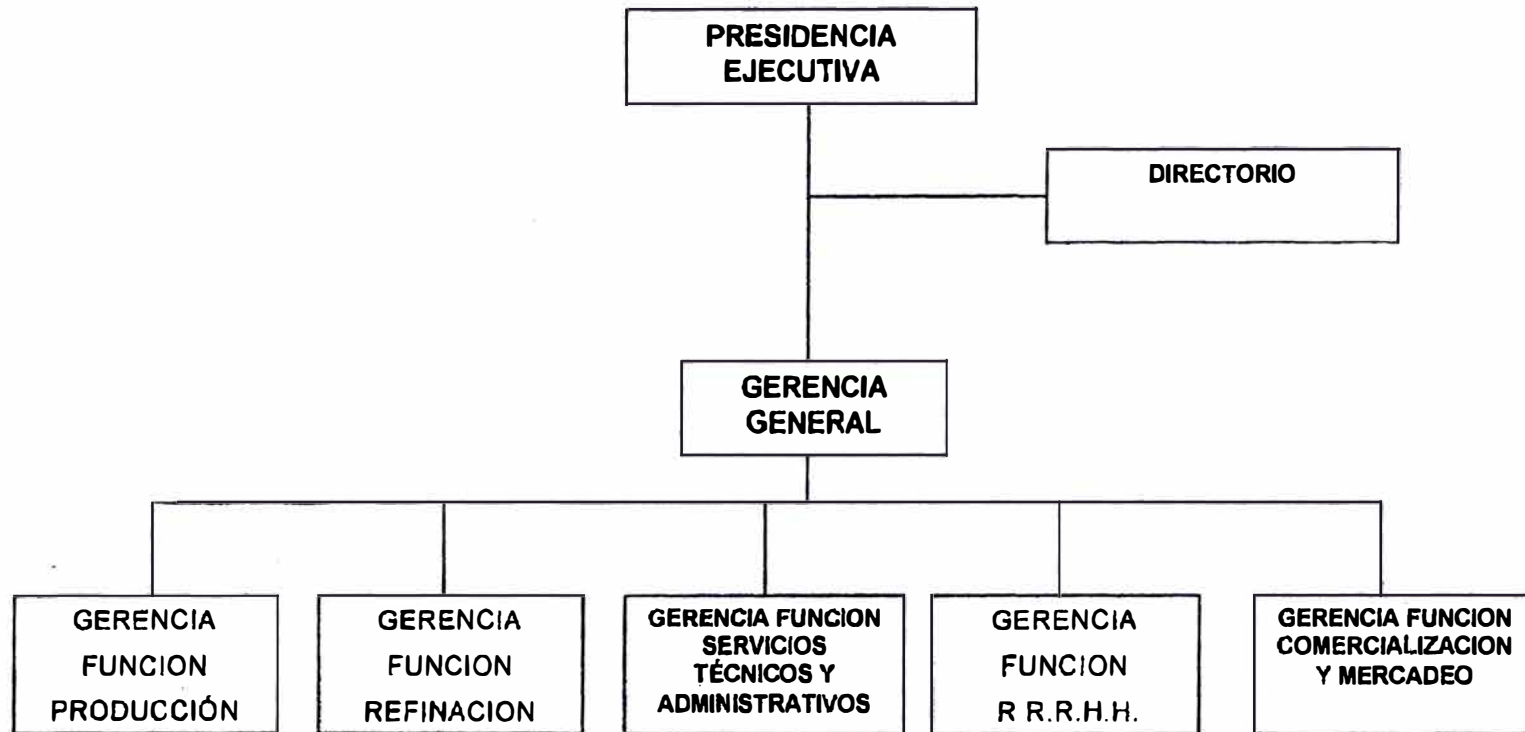 PRESIDENCIA
EJECUTIVA
DIRECTORIO
GERENCIA
GENERAL
GERENCIA
FUNCION
PRODUCCIÓN
GERENCIA
FUNCION
REFINACION
GERENCIA FUNCION
SERVICIOS
TÉCNICOS Y
ADMINISTRATIVOS
GERENCIA
FUNCION
R R.R.H.H.
GERENCIA FUNCION
COMERCIALIZACION
Y MERCADEO